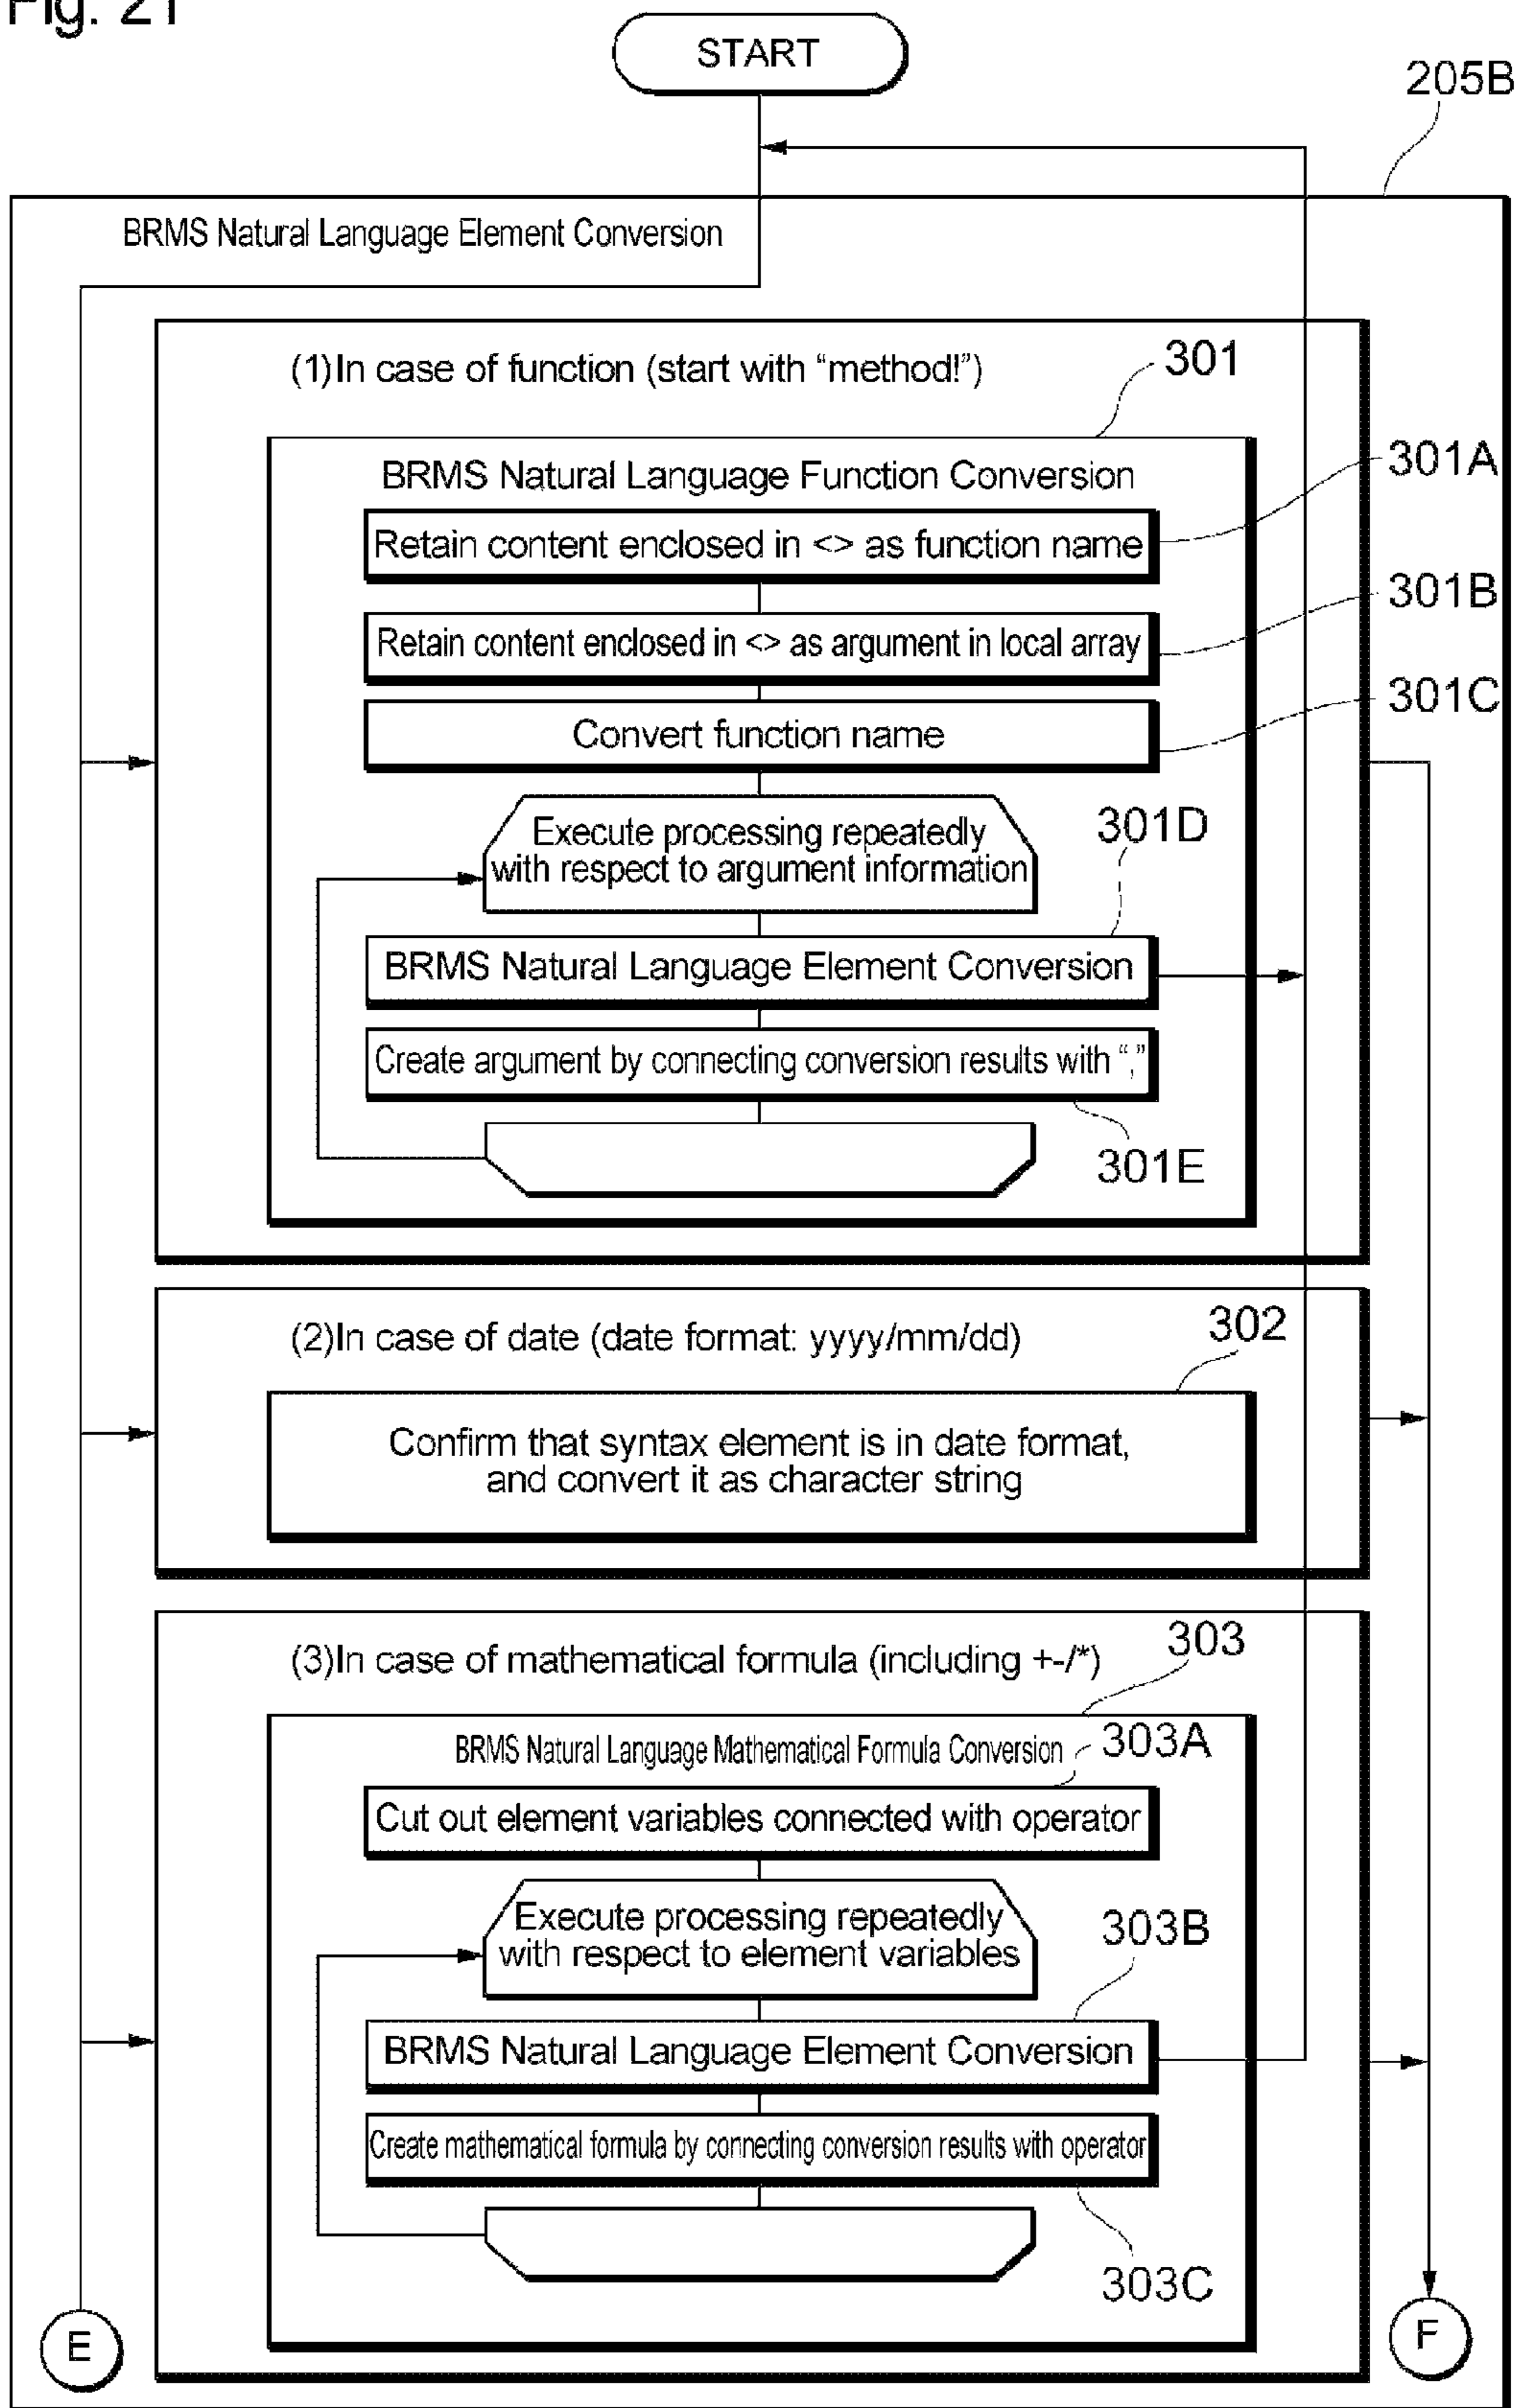 Fig. 21
START
205B
BRMS Natural Language Element Conversion
(1)In case of function (start with “method!”)
301
BRMS Natural Language Function Conversion
301A
Retain content enclosed in <> as function name
301B
Retain content enclosed in <> as argument in local array
301C
Convert function name
Execute processing repeatedly
with respect to argument information
301D
BRMS Natural Language Element Conversion
Create argument by connecting conversion results with “,”
301E
(2)In case of date (date format: yyyy/mm/dd)
302
Confirm that syntax element is in date format,
and convert it as character string
(3)In case of mathematical formula (including +-/*)
303
BRMS Natural Language Mathematical Formula Conversion
303A
Cut out element variables connected with operator
Execute processing repeatedly
with respect to element variables
303B
BRMS Natural Language Element Conversion
Create mathematical formula by connecting conversion results with operator
303C
E
F